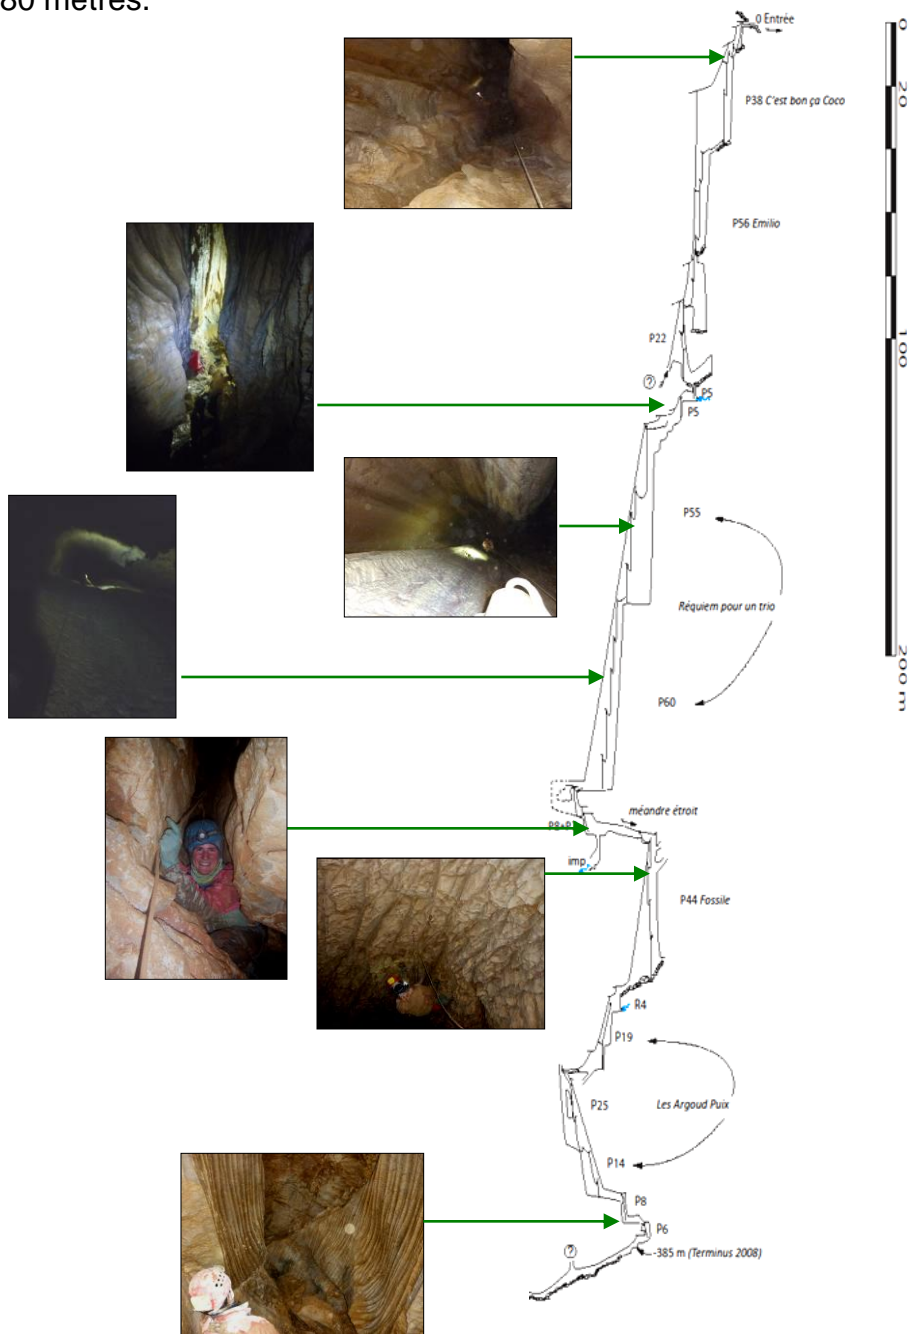 80 mètres.
0 Entrée
0
20
P38 C'est bon ça Coco
P56 Emilio
100
P22
?
P5
P5
P55
Réquiem pour un trio
200 m
P60
méandre étroit
imp
P44 Fossile
R4
P19
P25
Les Argoud Puix
P14
P8
P6
?
-385 m (Terminus 2008)